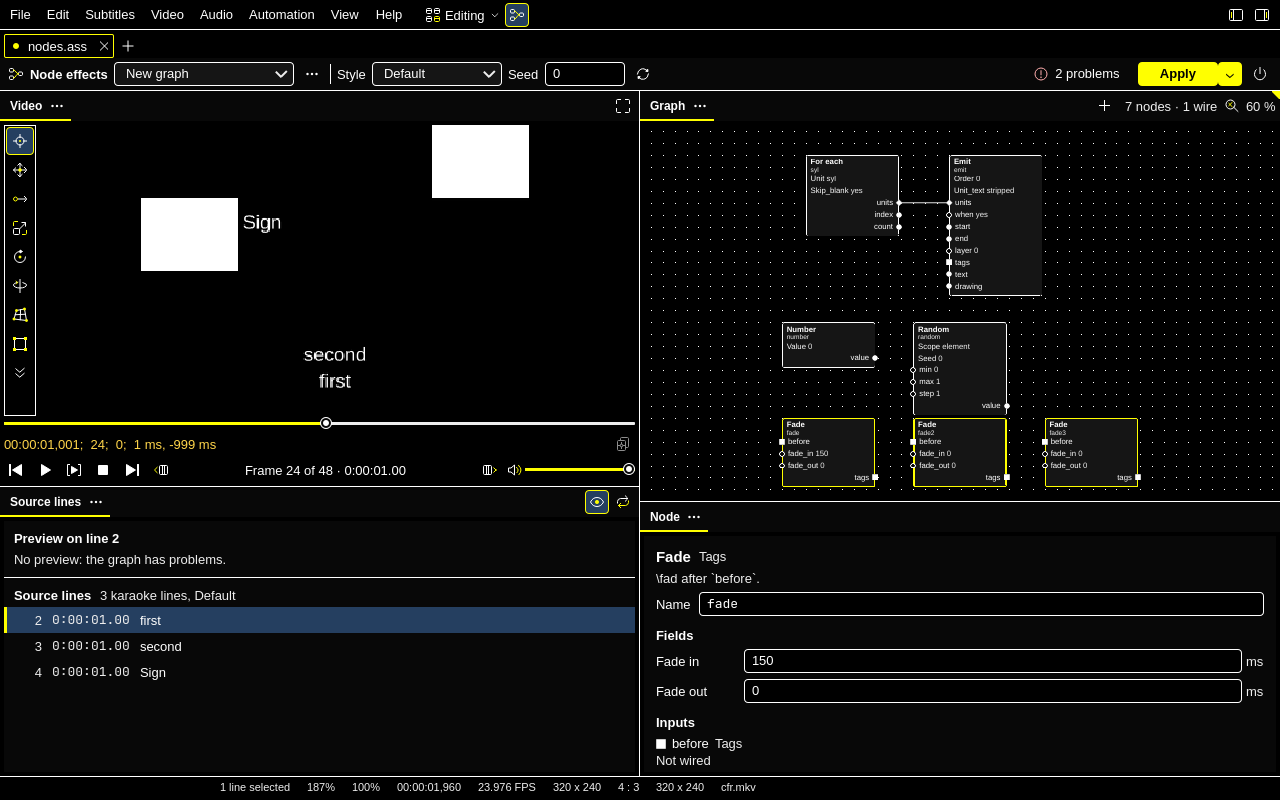 File Edit Subtitles Video Audio Automation View Help Editing
nodes.ass
Node effects New graph Style Default Seed 0 2 problems Apply
Video
Graph 7 nodes · 1 wire 60 %
Sign
second
first
For each
syl
Unit syl
Skip_blank yes
units
index
count
Emit
emit
Order 0
Unit_text stripped
units
when yes
start
end
layer 0
tags
text
drawing
Number
number
Value 0
value
Random
random
Scope element
Seed 0
min 0
max 1
step 1
value
Fade
fade
before
fade_in 150
fade_out 0
tags
Fade
fade2
before
fade_in 0
fade_out 0
tags
Fade
fade3
before
fade_in 0
fade_out 0
tags
00:00:01,001; 24; 0; 1 ms, -999 ms
Frame 24 of 48 · 0:00:01.00
Source lines
Preview on line 2
No preview: the graph has problems.
Source lines 3 karaoke lines, Default
2 0:00:01.00 first
3 0:00:01.00 second
4 0:00:01.00 Sign
Node
Fade Tags
\fad after `before`.
Name fade
Fields
Fade in 150 ms
Fade out 0 ms
Inputs
before Tags
Not wired
1 line selected 187% 100% 00:00:01,960 23.976 FPS 320 x 240 4 : 3 320 x 240 cfr.mkv